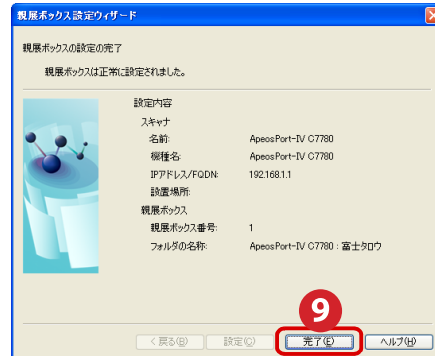 親展ボックス設定ウィザード
親展ボックスの設定の完了
親展ボックスは正常に設定されました。
設定内容
スキャナ
名前: ApeosPort-IV C7780
機種名: ApeosPort-IV C7780
IPアドレス/FQDN: 192.168.1.1
設置場所:
親展ボックス
親展ボックス番号: 1
フォルダの名称: ApeosPort-IV C7780 : 富士タロウ
9
< 戻る(B) 設定(C) 完了(E) ヘルプ(H)